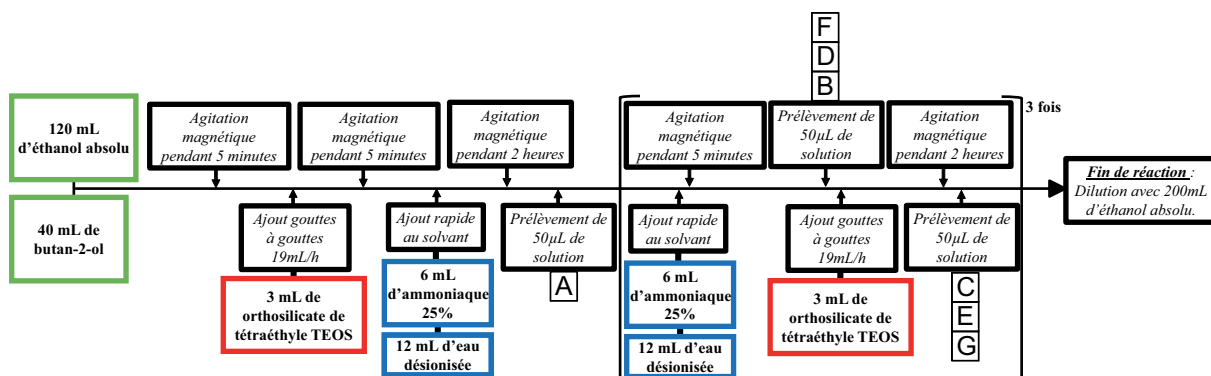 F
D
B
120 mL
d'éthanol absolu
Agitation
magnétique
pendant 5 minutes
Agitation
magnétique
pendant 5 minutes
Agitation
magnétique
pendant 2 heures
Agitation
magnétique
pendant 5 minutes
Prélèvement de
50µL de
solution
Agitation
magnétique
pendant 2 heures
3 fois
Fin de réaction :
Dilution avec 200mL
d'éthanol absolu.
40 mL de
butan-2-ol
Ajout gouttes
à gouttes
19mL/h
3 mL de
orthosilicate de
tétraéthyle TEOS
Ajout rapide
au solvant
6 mL
d'ammoniaque
25%
12 mL d'eau
désionisée
Prélèvement de
50µL de
solution
A
Ajout rapide
au solvant
6 mL
d'ammoniaque
25%
12 mL d'eau
désionisée
Ajout gouttes
à gouttes
19mL/h
3 mL de
orthosilicate de
tétraéthyle TEOS
Prélèvement de
50µL de
solution
C
E
G